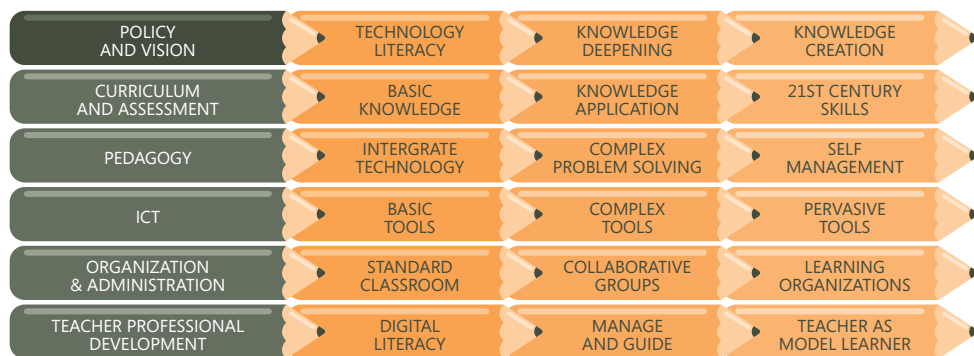 POLICY
AND VISION
TECHNOLOGY
LITERACY
KNOWLEDGE
DEEPENING
KNOWLEDGE
CREATION
CURRICULUM
AND ASSESSMENT
BASIC
KNOWLEDGE
KNOWLEDGE
APPLICATION
21ST CENTURY
SKILLS
PEDAGOGY
INTERGRATE
TECHNOLOGY
COMPLEX
PROBLEM SOLVING
SELF
MANAGEMENT
ICT
BASIC
TOOLS
COMPLEX
TOOLS
PERVASIVE
TOOLS
ORGANIZATION
& ADMINISTRATION
STANDARD
CLASSROOM
COLLABORATIVE
GROUPS
LEARNING
ORGANIZATIONS
TEACHER PROFESSIONAL
DEVELOPMENT
DIGITAL
LITERACY
MANAGE
AND GUIDE
TEACHER AS
MODEL LEARNER